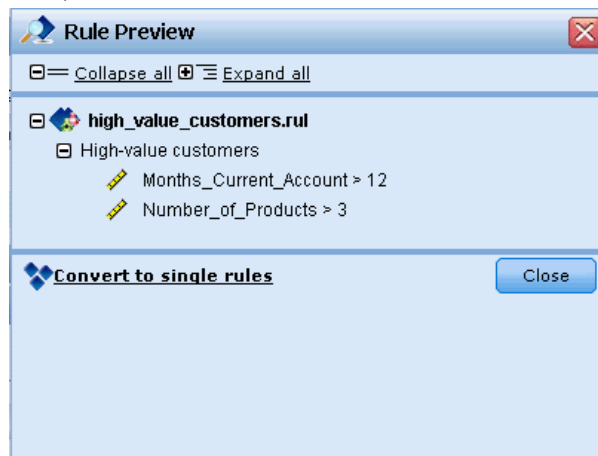 Rule Preview
Collapse all Expand all
high_value_customers.rul
High-value customers
Months_Current_Account > 12
Number_of_Products > 3
Convert to single rules
Close